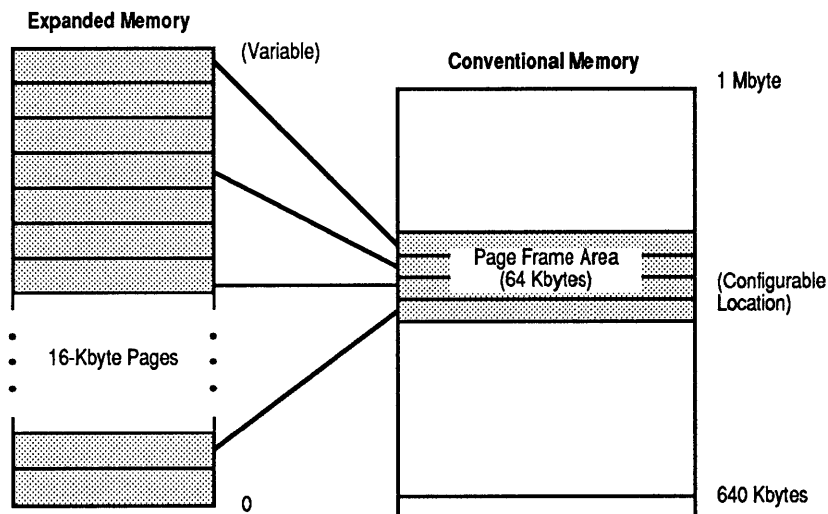 Expanded Memory
(Variable)
Conventional Memory
1 Mbyte
Page Frame Area
(64 Kbytes)
(Configurable
Location)
16-Kbyte Pages
0
640 Kbytes